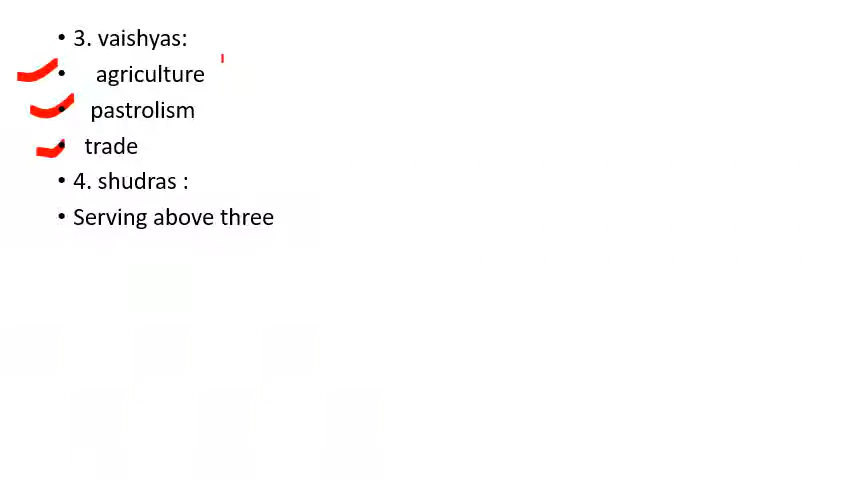 • 3. vaishyas:
• agriculture
• pastrolism
• trade
• 4. shudras :
• Serving above three